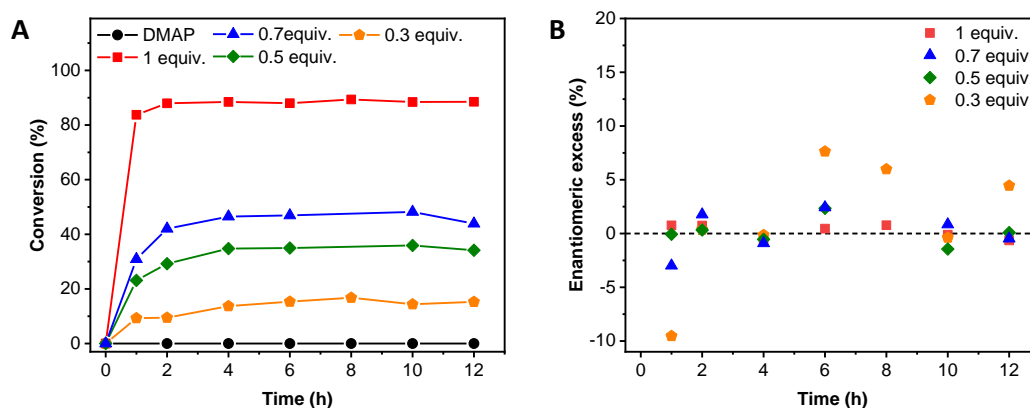 A
DMAP 0.7equiv. 0.3 equiv.
1 equiv. 0.5 equiv.
100
80
60
40
20
0
Conversion (%)
0 2 4 6 8 10 12
Time (h)
B
1 equiv.
0.7 equiv.
0.5 equiv.
0.3 equiv.
20
15
10
5
0
-5
-10
Enantiomeric excess (%)
0 2 4 6 8 10 12
Time (h)